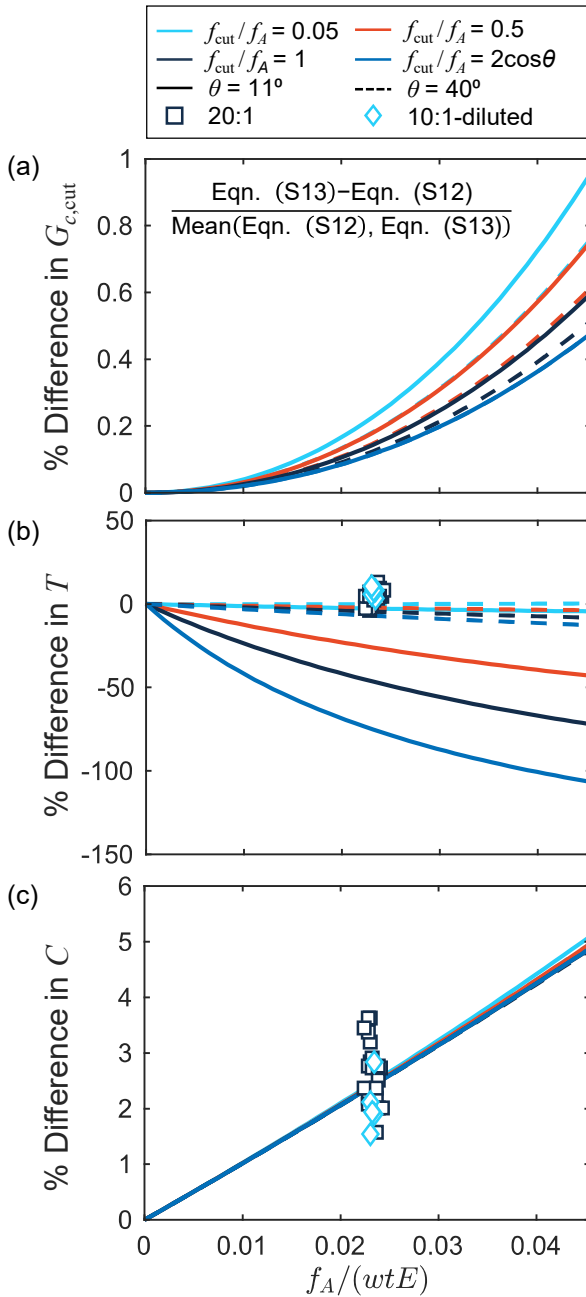 f_cut/f_A = 0.05 f_cut/f_A = 0.5
f_cut/f_A = 1 f_cut/f_A = 2cosθ
θ = 11º θ = 40º
20:1 10:1-diluted
(a)
1
0.8
0.6
0.4
0.2
0
% Difference in G_c,cut
Eqn. (S13)−Eqn. (S12)
Mean(Eqn. (S12), Eqn. (S13))
(b)
50
0
-50
-100
-150
% Difference in T
(c)
6
5
4
3
2
1
0
% Difference in C
0 0.01 0.02 0.03 0.04
f_A/(wtE)